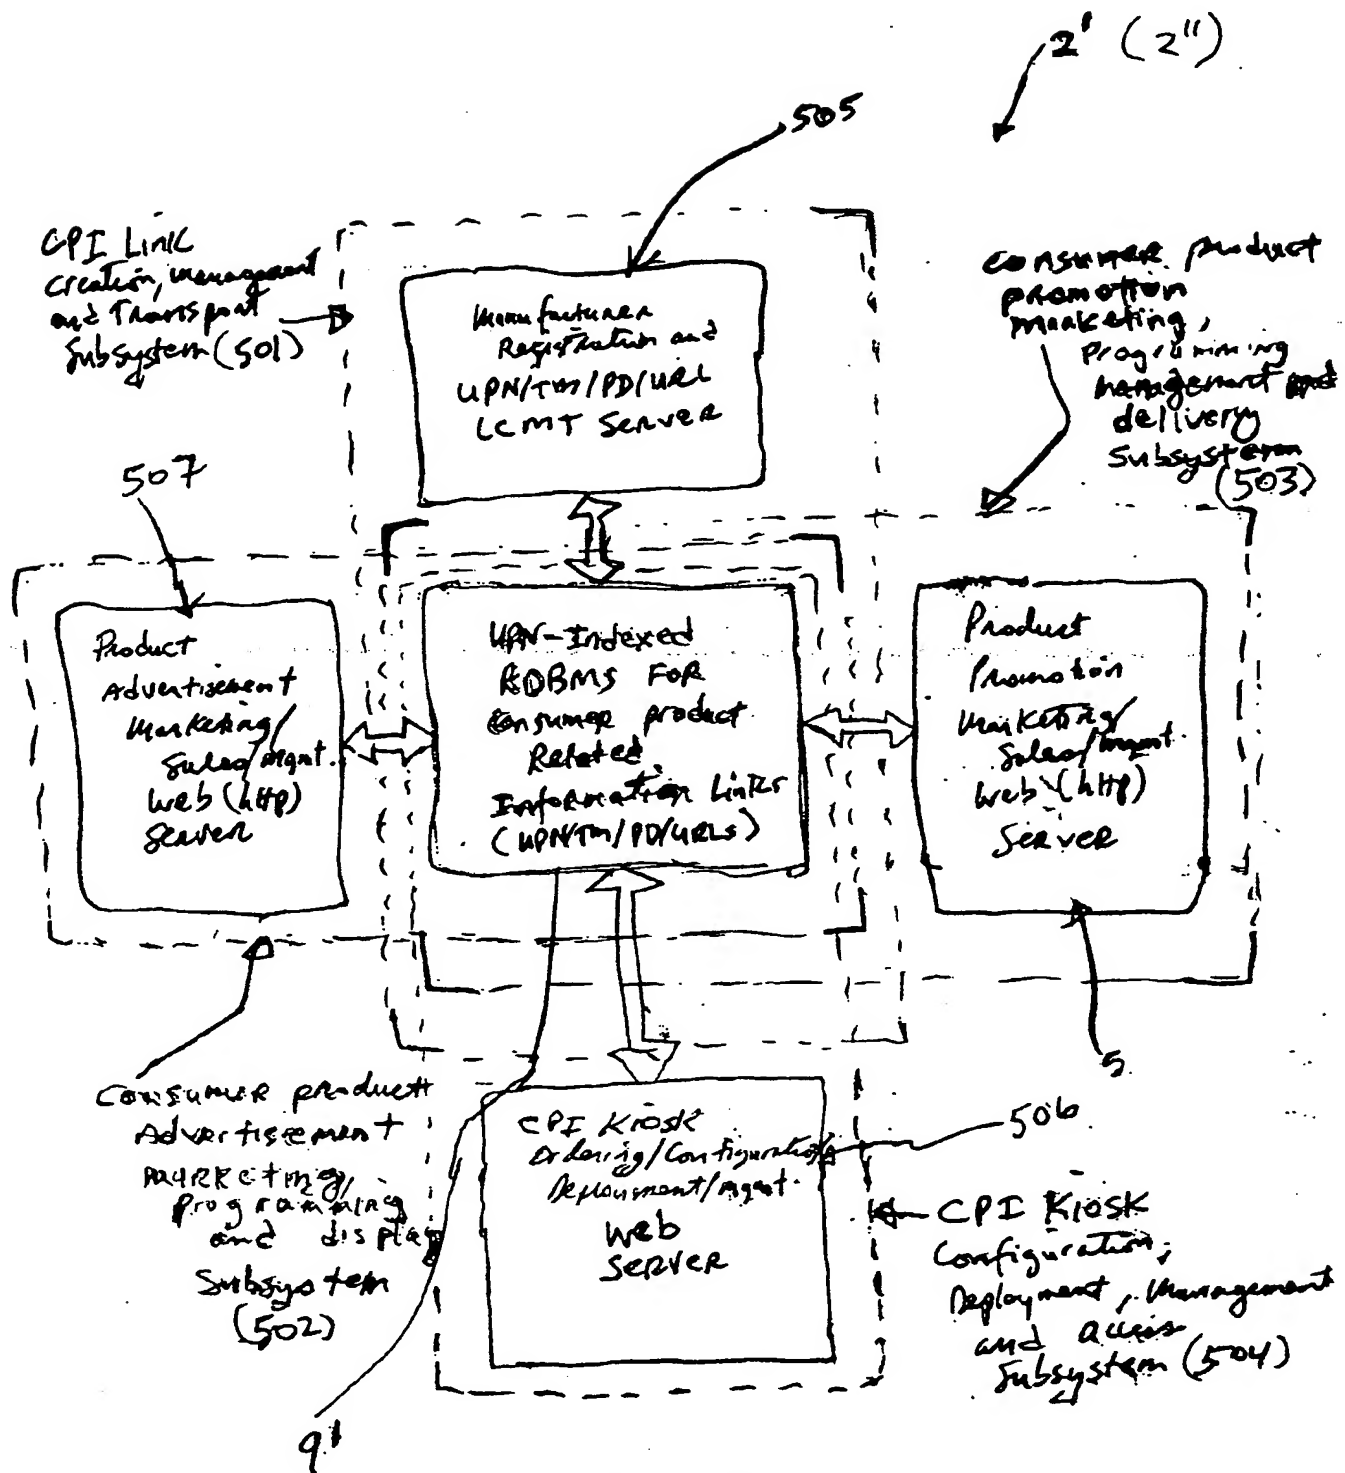 2' (2")
505
CPI Link
Creation, Management
and Transport
Subsystem (501)
Consumer product
promotion
marketing,
Programming
management and
delivery
Subsystem
(503)
Manufacturer
Registration and
UPN/TM/PD/URL
LCMT Server
507
Product
Advertisement
Marketing/
Sales/Mgmt.
Web (http)
Server
UPN-Indexed
RDBMS FOR
Consumer product
Related
Information Links
(UPN/TM/PD/URLs)
Product
Promotion
Marketing/
Sales/Mgmt.
Web (http)
Server
5
Consumer product
Advertisement
Marketing,
programming
and display
Subsystem
(502)
CPI Kiosk
Ordering/Configuration/
Deployment/Mgmt.
Web
Server
506
CPI Kiosk
Configuration,
Deployment, Management
and Access
Subsystem (504)
9'